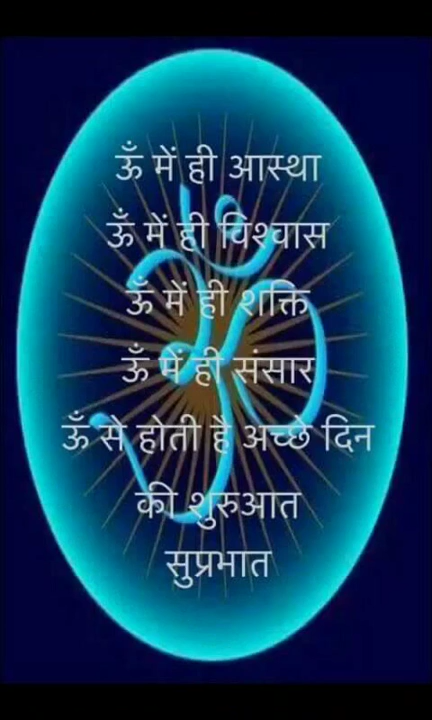 ऊँ में ही आस्था
ऊँ में ही विश्वास
ऊँ में ही शक्ति
ऊँ में ही संसार
ऊँ से होती है अच्छे दिन
की शुरुआत
सुप्रभात